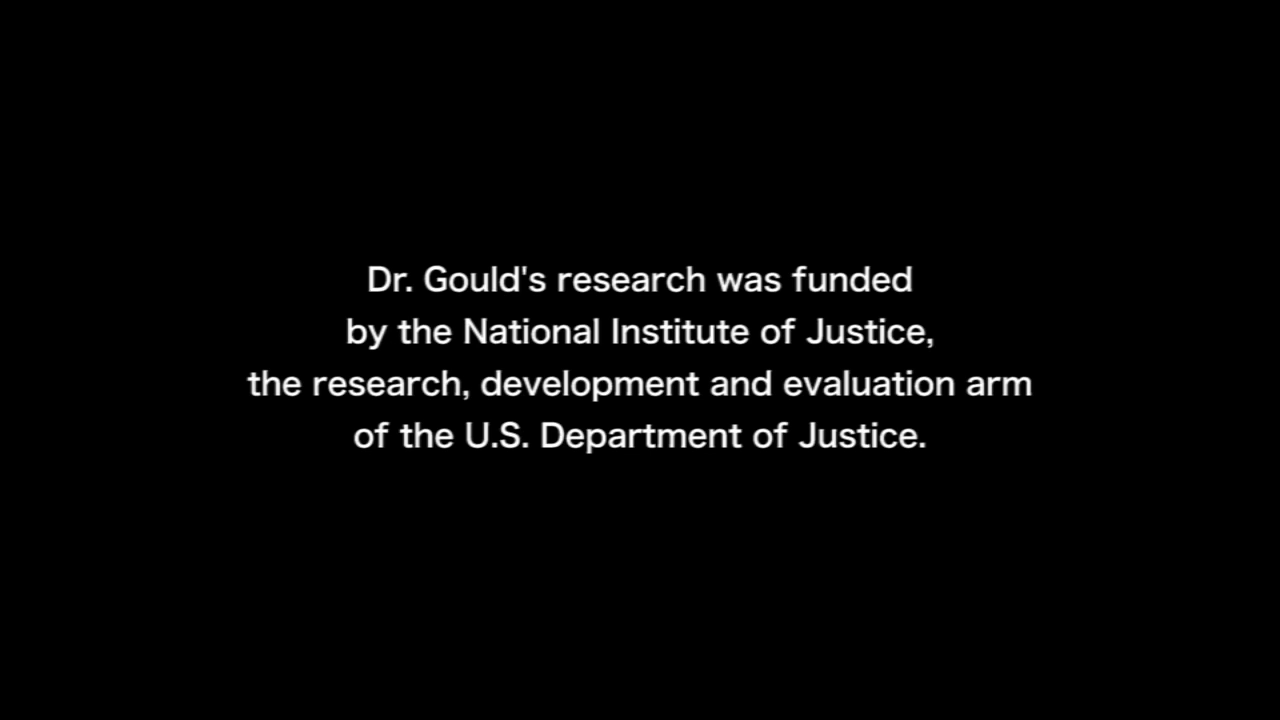 Dr. Gould's research was funded
by the National Institute of Justice,
the research, development and evaluation arm
of the U.S. Department of Justice.